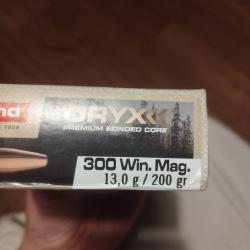 ORYX
PREMIUM BONDED CORE
300 Win. Mag.
13,0 g / 200 gr